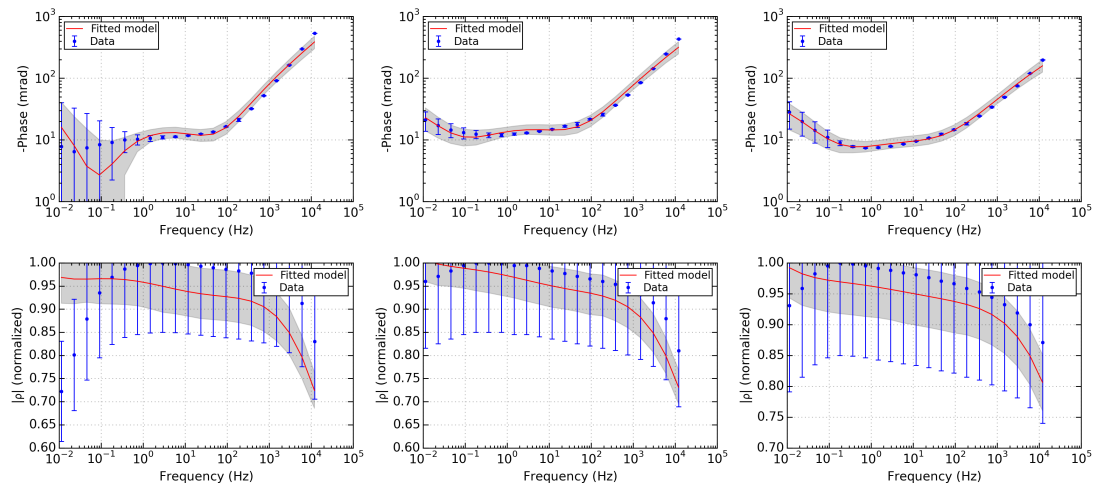 10³
10²
10¹
10⁰
-Phase (mrad)
Fitted model
Data
10⁻² 10⁻¹ 10⁰ 10¹ 10² 10³ 10⁴ 10⁵
Frequency (Hz)
10³
10²
10¹
10⁰
-Phase (mrad)
Fitted model
Data
10⁻² 10⁻¹ 10⁰ 10¹ 10² 10³ 10⁴ 10⁵
Frequency (Hz)
10³
10²
10¹
10⁰
-Phase (mrad)
Fitted model
Data
10⁻² 10⁻¹ 10⁰ 10¹ 10² 10³ 10⁴ 10⁵
Frequency (Hz)
1.00
0.95
0.90
0.85
0.80
0.75
0.70
0.65
0.60
|ρ| (normalized)
Fitted model
Data
10⁻² 10⁻¹ 10⁰ 10¹ 10² 10³ 10⁴ 10⁵
Frequency (Hz)
1.00
0.95
0.90
0.85
0.80
0.75
0.70
0.65
0.60
|ρ| (normalized)
Fitted model
Data
10⁻² 10⁻¹ 10⁰ 10¹ 10² 10³ 10⁴ 10⁵
Frequency (Hz)
1.00
0.95
0.90
0.85
0.80
0.75
0.70
|ρ| (normalized)
Fitted model
Data
10⁻² 10⁻¹ 10⁰ 10¹ 10² 10³ 10⁴ 10⁵
Frequency (Hz)